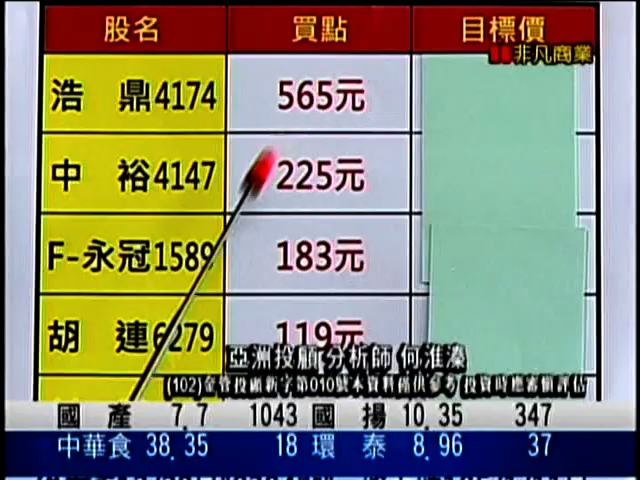 股名 買點 目標價
非凡商業
浩 鼎4174 565元
中 裕4147 225元
F-永冠1589 183元
胡 連6279 119元
亞洲投顧 分析師 何淮溱
(102)金管投顧新字第010號本資料僅供參考 投資時應審慎評估
國 產 7.7 1043 國 揚 10.35 347
中華食 38.35 18 環 泰 8.96 37